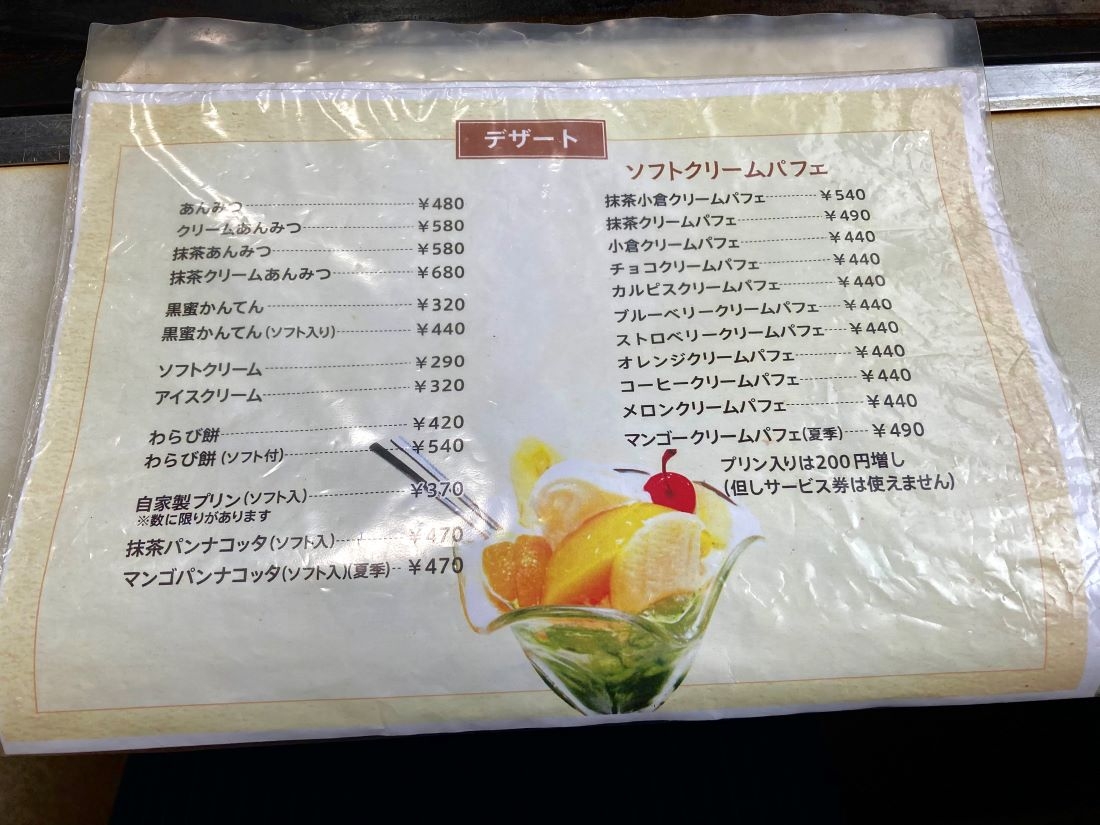 デザート
あんみつ ¥480
クリームあんみつ ¥580
抹茶あんみつ ¥580
抹茶クリームあんみつ ¥680
黒蜜かんてん ¥320
黒蜜かんてん(ソフト入り) ¥440
ソフトクリーム ¥290
アイスクリーム ¥320
わらび餅 ¥420
わらび餅(ソフト付) ¥540
自家製プリン(ソフト入) ¥370
※数に限りがあります
抹茶パンナコッタ(ソフト入) ¥470
マンゴパンナコッタ(ソフト入)(夏季) ¥470
ソフトクリームパフェ
抹茶小倉クリームパフェ ¥540
抹茶クリームパフェ ¥490
小倉クリームパフェ ¥440
チョコクリームパフェ ¥440
カルピスクリームパフェ ¥440
ブルーベリークリームパフェ ¥440
ストロベリークリームパフェ ¥440
オレンジクリームパフェ ¥440
コーヒークリームパフェ ¥440
メロンクリームパフェ ¥440
マンゴークリームパフェ(夏季) ¥490
プリン入りは200円増し
(但しサービス券は使えません)